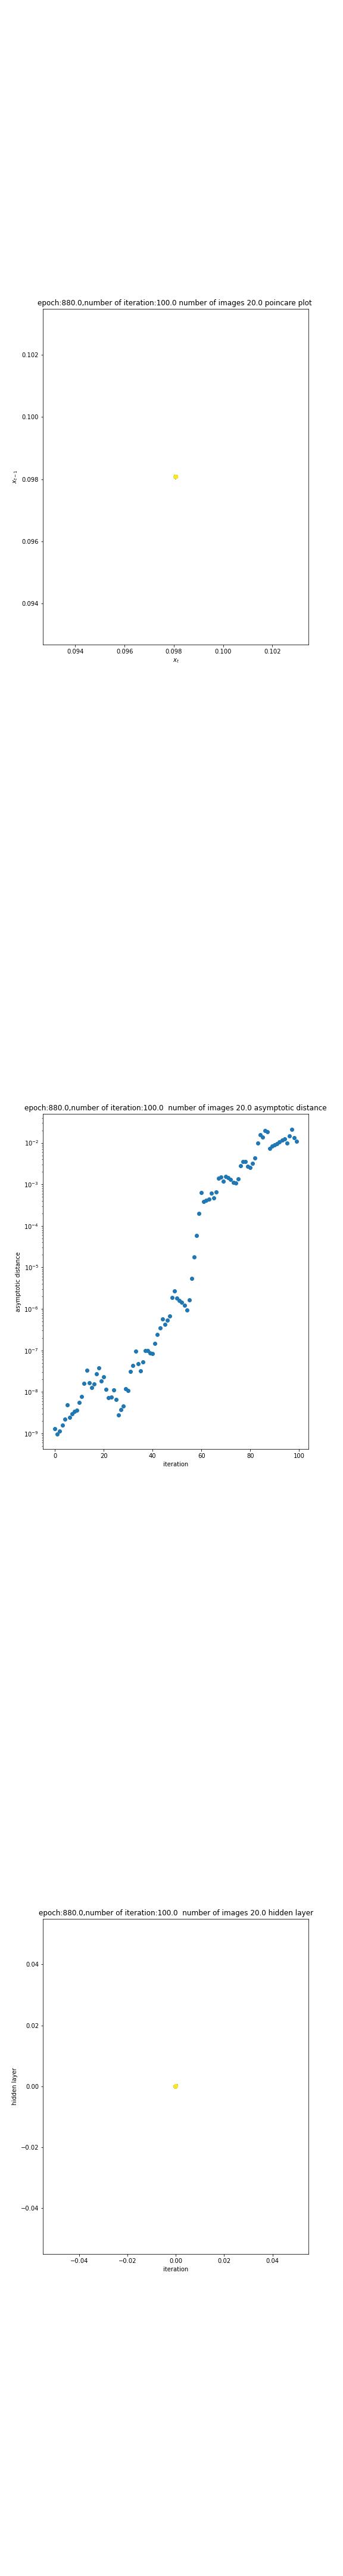 epoch:880.0,number of iteration:100.0 number of images 20.0 poincare plot
0.102
0.100
0.098
0.096
0.094
x_{t-1}
0.094 0.096 0.098 0.100 0.102
x_t
epoch:880.0,number of iteration:100.0  number of images 20.0 asymptotic distance
10^{-2}
10^{-3}
10^{-4}
10^{-5}
10^{-6}
10^{-7}
10^{-8}
10^{-9}
asymptotic distance
0 20 40 60 80 100
iteration
epoch:880.0,number of iteration:100.0  number of images 20.0 hidden layer
0.04
0.02
0.00
−0.02
−0.04
hidden layer
−0.04 −0.02 0.00 0.02 0.04
iteration